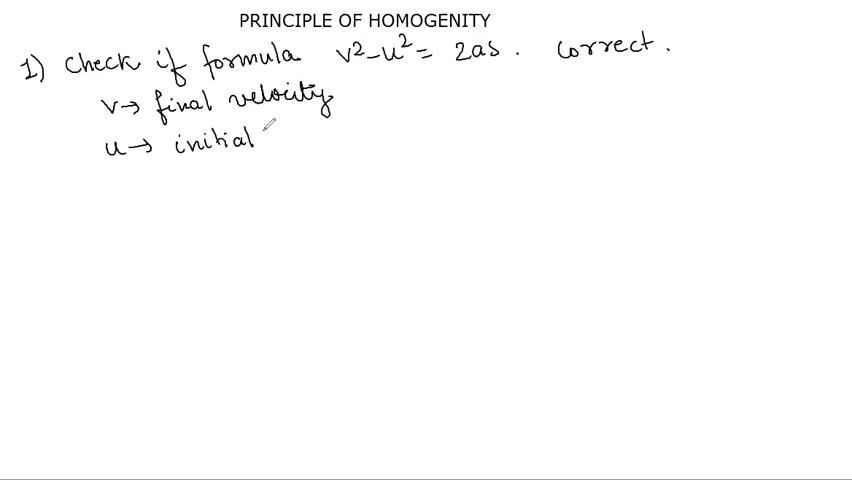 PRINCIPLE OF HOMOGENITY
1) Check if formula v²-u² = 2as. correct.
v→ final velocity
u→ initial